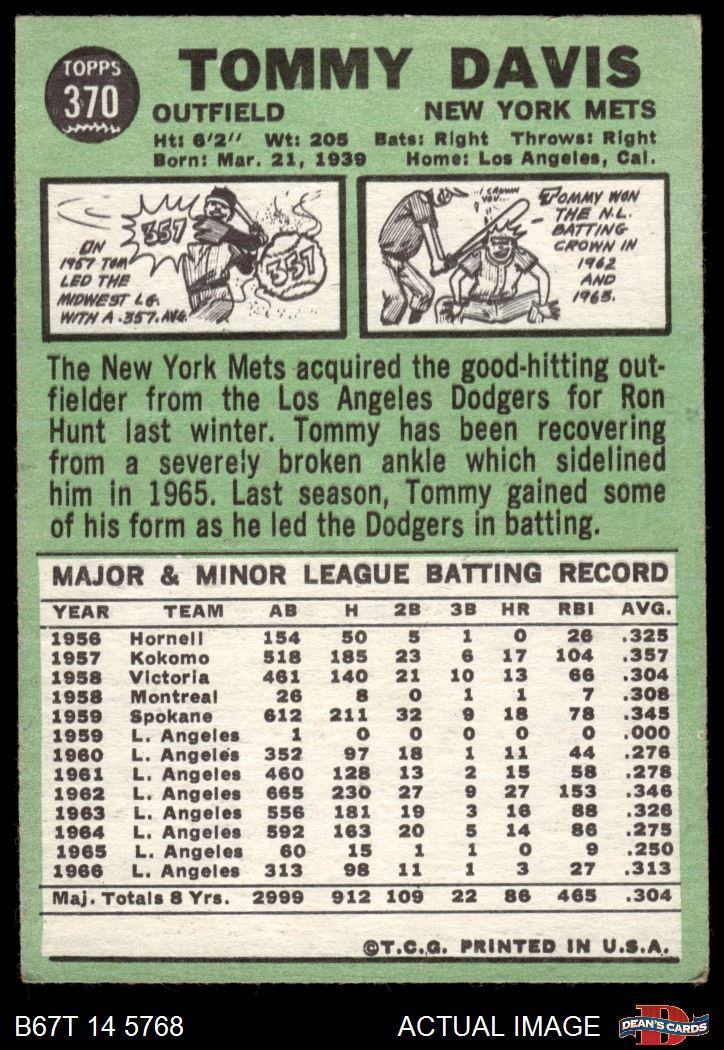 TOPPS
370
TOMMY DAVIS
OUTFIELD NEW YORK METS
Ht: 6'2" Wt: 205 Bats: Right Throws: Right
Born: Mar. 21, 1939 Home: Los Angeles, Cal.
357
357
ON
1957 TOM
LED THE
MIDWEST LG.
WITH A .357. AVG.
...I CROWN
YOU...
TOMMY WON
THE N.L.
BATTING
CROWN IN
1962
AND
1965.
The New York Mets acquired the good-hitting out-
fielder from the Los Angeles Dodgers for Ron
Hunt last winter. Tommy has been recovering
from a severely broken ankle which sidelined
him in 1965. Last season, Tommy gained some
of his form as he led the Dodgers in batting.
MAJOR & MINOR LEAGUE BATTING RECORD
YEAR TEAM AB H 2B 3B HR RBI AVG.
1956 Hornell 154 50 5 1 0 26 .325
1957 Kokomo 518 185 23 6 17 104 .357
1958 Victoria 461 140 21 10 13 66 .304
1958 Montreal 26 8 0 1 1 7 .308
1959 Spokane 612 211 32 9 18 78 .345
1959 L. Angeles 1 0 0 0 0 0 .000
1960 L. Angeles 352 97 18 1 11 44 .276
1961 L. Angeles 460 128 13 2 15 58 .278
1962 L. Angeles 665 230 27 9 27 153 .346
1963 L. Angeles 556 181 19 3 16 88 .326
1964 L. Angeles 592 163 20 5 14 86 .275
1965 L. Angeles 60 15 1 1 0 9 .250
1966 L. Angeles 313 98 11 1 3 27 .313
Maj. Totals 8 Yrs. 2999 912 109 22 86 465 .304
©T.C.G. PRINTED IN U.S.A.
B67T 14 5768 ACTUAL IMAGE
D
DEAN'S CARDS